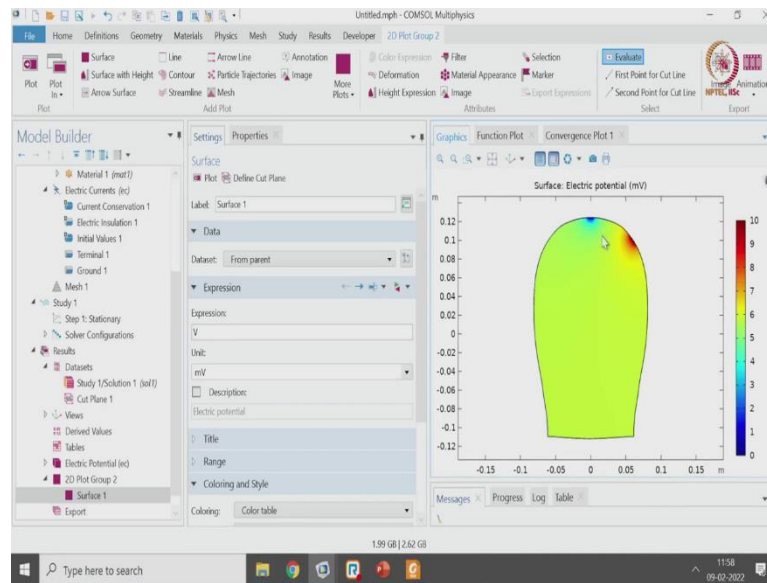 Untitled.mph - COMSOL Multiphysics
File Home Definitions Geometry Materials Physics Mesh Study Results Developer 2D Plot Group 2
Plot
Plot In
Plot
Surface
Surface with Height
Arrow Surface
Line
Contour
Streamline
Arrow Line
Particle Trajectories
Mesh
Annotation
Image
More Plots
Add Plot
Color Expression
Deformation
Height Expression
Filter
Material Appearance
Image
Selection
Marker
Export Expressions
Attributes
Evaluate
First Point for Cut Line
Second Point for Cut Line
Select
Image
Animation
NPTEL, IISc
Export
Model Builder
Material 1 (mat1)
Electric Currents (ec)
Current Conservation 1
Electric Insulation 1
Initial Values 1
Terminal 1
Ground 1
Mesh 1
Study 1
Step 1: Stationary
Solver Configurations
Results
Datasets
Study 1/Solution 1 (sol1)
Cut Plane 1
Views
Derived Values
Tables
Electric Potential (ec)
2D Plot Group 2
Surface 1
Export
Settings Properties
Surface
Plot Define Cut Plane
Label: Surface 1
Data
Dataset: From parent
Expression
Expression:
V
Unit:
mV
Description:
Electric potential
Title
Range
Coloring and Style
Coloring: Color table
Graphics Function Plot Convergence Plot 1
Surface: Electric potential (mV)
m
0.12
0.1
0.08
0.06
0.04
0.02
0
-0.02
-0.04
-0.06
-0.08
-0.1
-0.12
-0.15 -0.1 -0.05 0 0.05 0.1 0.15 m
10
9
8
7
6
5
4
3
2
1
0
Messages Progress Log Table
1.99 GB | 2.62 GB
Type here to search
11:58
09-02-2022